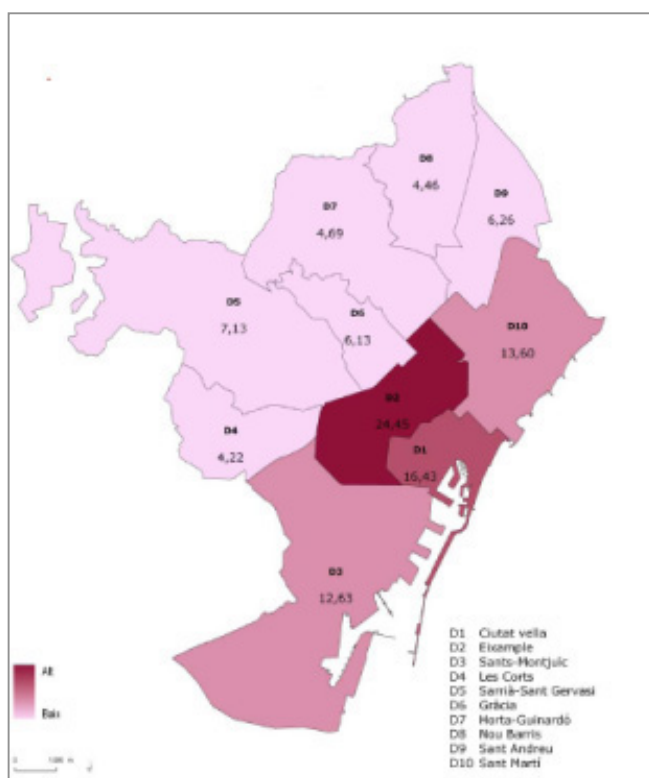 D8
4,46
D9
6,26
D7
4,69
D5
7,13
D6
6,13
D10
13,60
D2
24,45
D4
4,22
D1
16,43
D3
12,63
Alt
Baix
D1 Ciutat vella
D2 Eixample
D3 Sants-Montjuïc
D4 Les Corts
D5 Sarrià-Sant Gervasi
D6 Gràcia
D7 Horta-Guinardó
D8 Nou Barris
D9 Sant Andreu
D10 Sant Martí